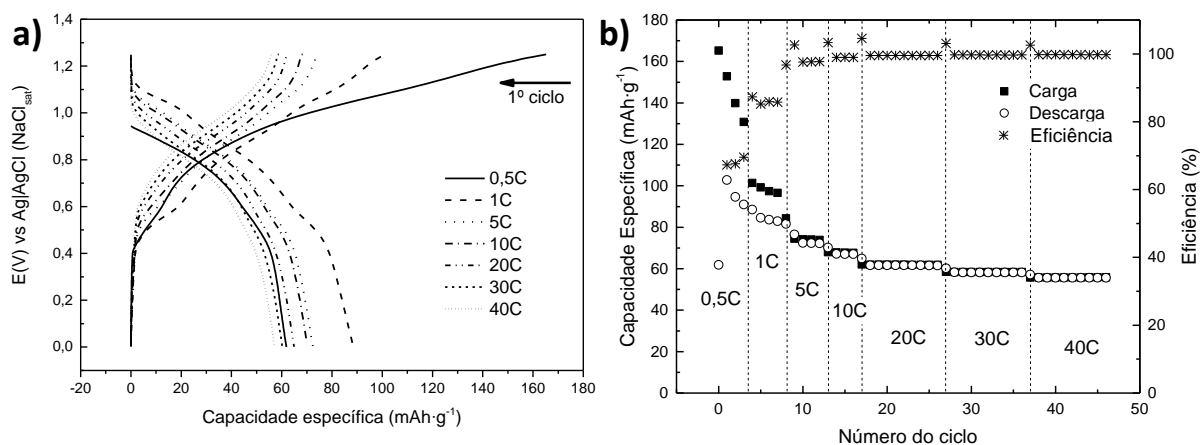 a)
E(V) vs Ag|AgCl (NaCl_sat)
1,4
1,2
1,0
0,8
0,6
0,4
0,2
0,0
1º ciclo
0,5C
1C
5C
10C
20C
30C
40C
-20 0 20 40 60 80 100 120 140 160 180
Capacidade específica (mAh·g⁻¹)
b)
Capacidade Específica (mAh·g⁻¹)
180
160
140
120
100
80
60
40
20
0
Carga
Descarga
Eficiência
0,5C
1C
5C
10C
20C
30C
40C
0 10 20 30 40 50
Número do ciclo
100
80
60
40
20
0
Eficiência (%)